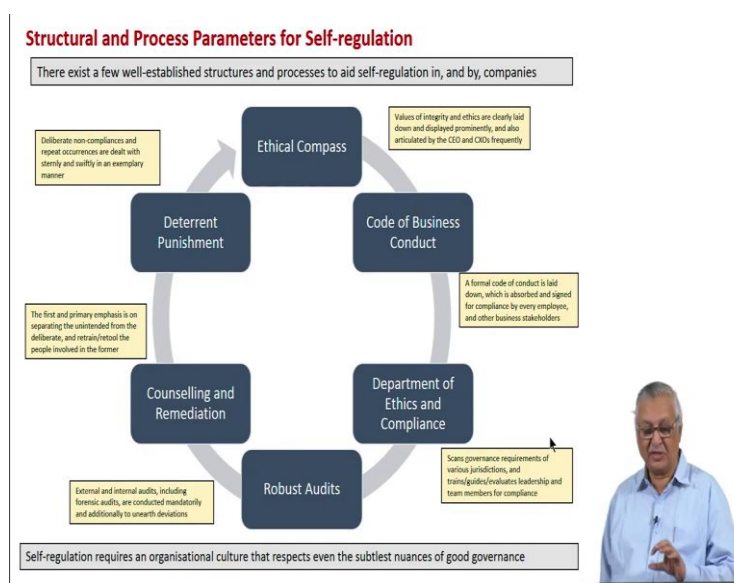 Structural and Process Parameters for Self-regulation
There exist a few well-established structures and processes to aid self-regulation in, and by, companies
Ethical Compass
Values of integrity and ethics are clearly laid
down and displayed prominently, and also
articulated by the CEO and CXOs frequently
Code of Business
Conduct
A formal code of conduct is laid
down, which is absorbed and signed
for compliance by every employee,
and other business stakeholders
Department of
Ethics and
Compliance
Scans governance requirements of
various jurisdictions, and
trains/guides/evaluates leadership and
team members for compliance
Robust Audits
External and internal audits, including
forensic audits, are conducted mandatorily
and additionally to unearth deviations
Counselling and
Remediation
The first and primary emphasis is on
separating the unintended from the
deliberate, and retrain/retool the
people involved in the former
Deterrent
Punishment
Deliberate non-compliances and
repeat occurrences are dealt with
sternly and swiftly in an exemplary
manner
Self-regulation requires an organisational culture that respects even the subtlest nuances of good governance